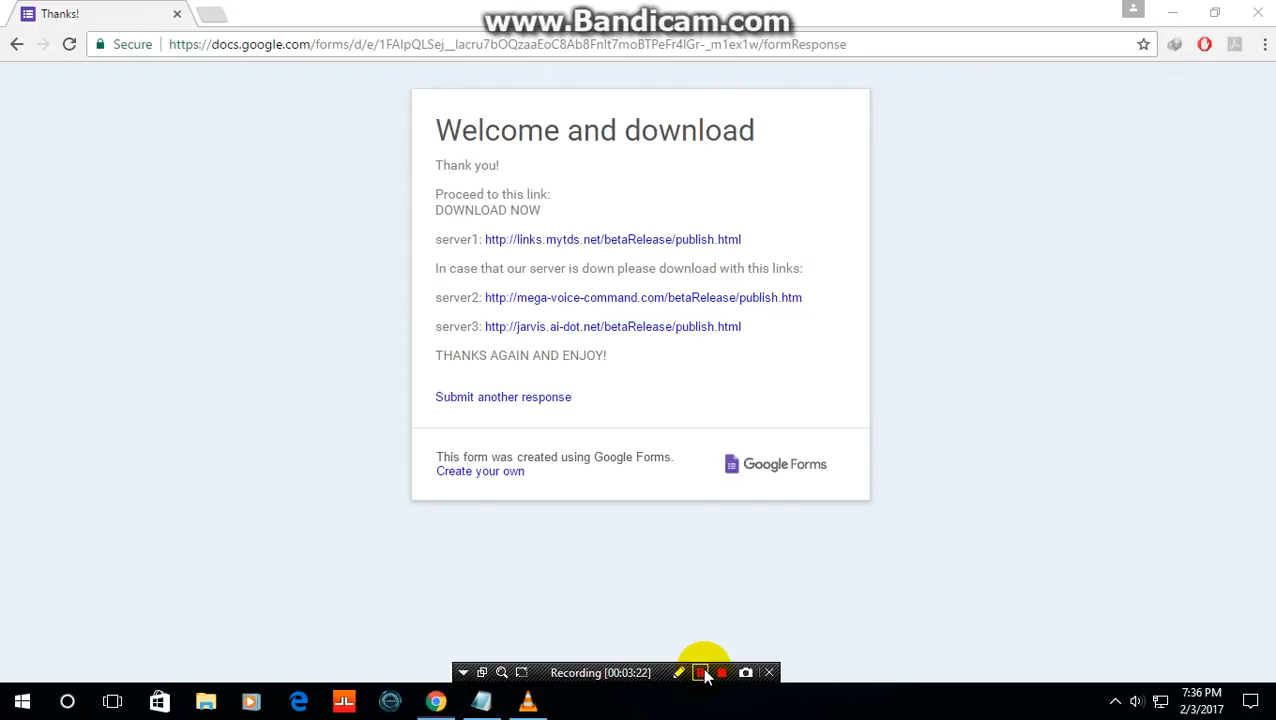 www.Bandicam.com
Thanks!
Secure https://docs.google.com/forms/d/e/1FAIpQLSej__lacru7bOQzaaEoC8Ab8FnIt7moBTPeFr4lGr-_m1ex1w/formResponse
Welcome and download
Thank you!
Proceed to this link:
DOWNLOAD NOW
server1: http://links.mytds.net/betaRelease/publish.html
In case that our server is down please download with this links:
server2: http://mega-voice-command.com/betaRelease/publish.htm
server3: http://jarvis.ai-dot.net/betaRelease/publish.html
THANKS AGAIN AND ENJOY!
Submit another response
This form was created using Google Forms.
Create your own
Google Forms
Recording [00:03:22]
7:36 PM
2/3/2017